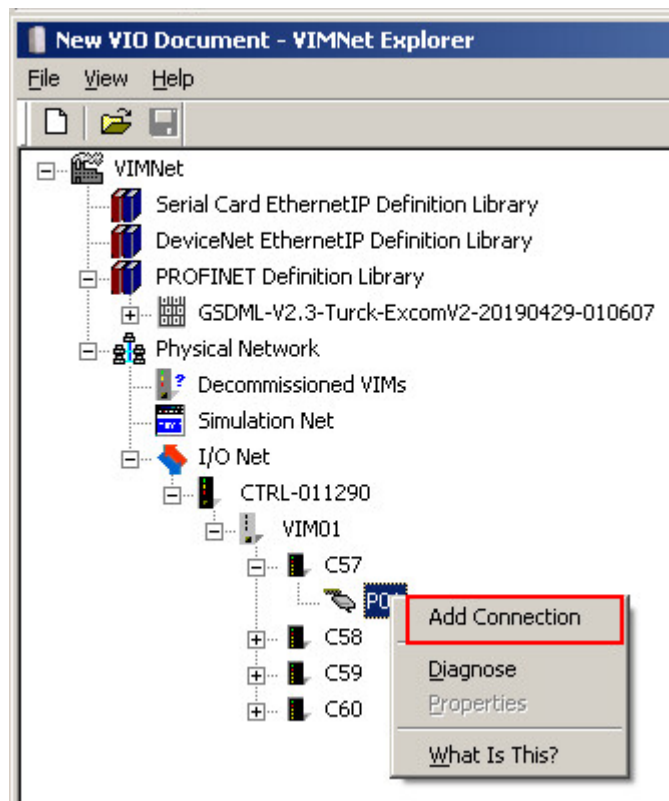 New VIO Document - VIMNet Explorer
File View Help
VIMNet
Serial Card EthernetIP Definition Library
DeviceNet EthernetIP Definition Library
PROFINET Definition Library
GSDML-V2.3-Turck-ExcomV2-20190429-010607
Physical Network
? Decommissioned VIMs
Simulation Net
I/O Net
CTRL-011290
VIM01
C57
Add Connection
C58
C59
Diagnose
Properties
C60
What Is This?